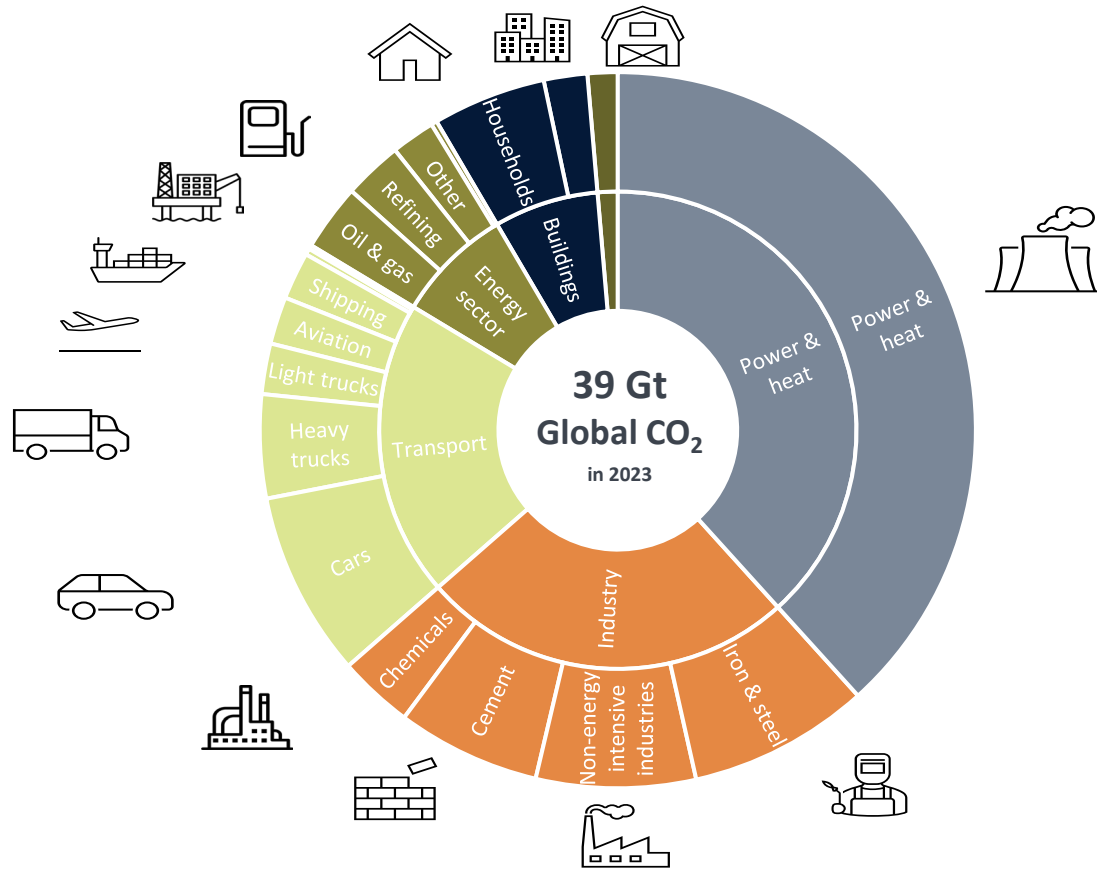 39 Gt
Global CO₂
in 2023
Power &
heat
Power &
heat
Industry
Iron & steel
Non-energy
intensive
industries
Cement
Chemicals
Transport
Cars
Heavy
trucks
Light trucks
Aviation
Shipping
Energy
sector
Oil & gas
Refining
Other
Buildings
Households